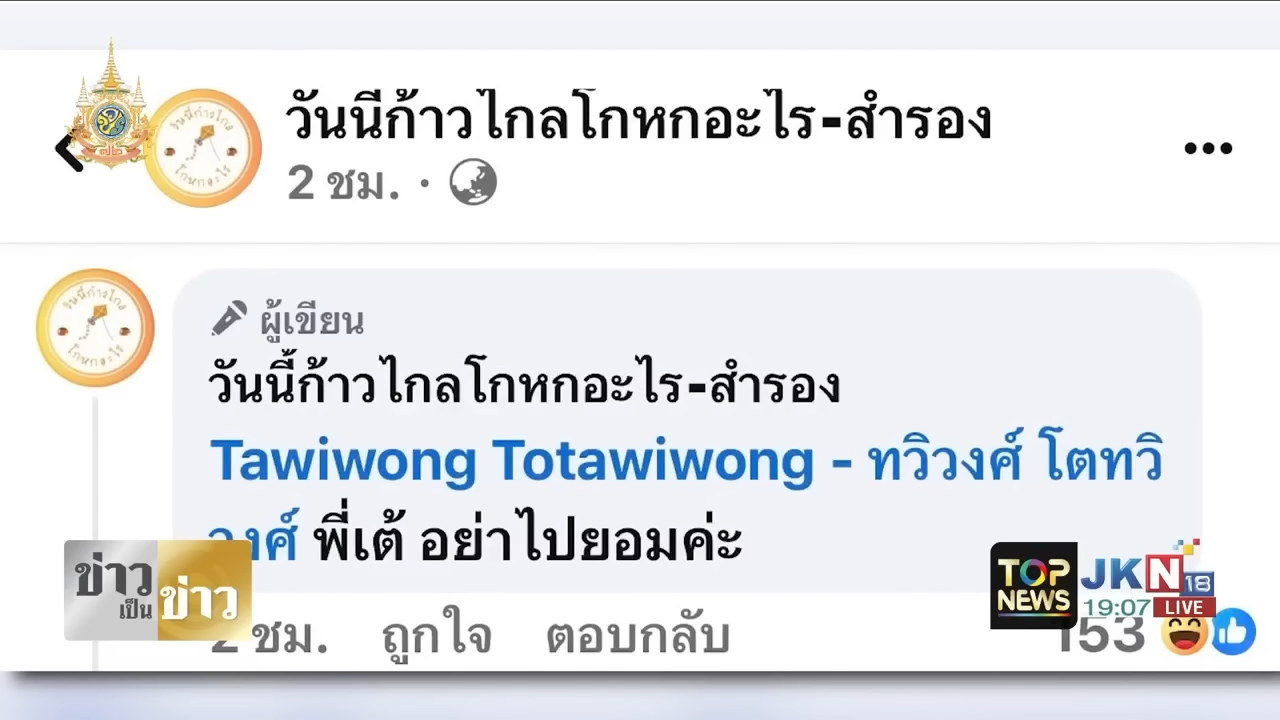 วันนี้ก้าวไกลโกหกอะไร-สำรอง
2 ชม. ·
ผู้เขียน
วันนี้ก้าวไกลโกหกอะไร-สำรอง
Tawiwong Totawiwong - ทวิวงศ์ โตทวิ
วงศ์ พี่เต้ อย่าไปยอมค่ะ
2 ชม. ถูกใจ ตอบกลับ 153
ข่าว
เป็น ข่าว
TOP
NEWS
JKN 18
19:07 LIVE